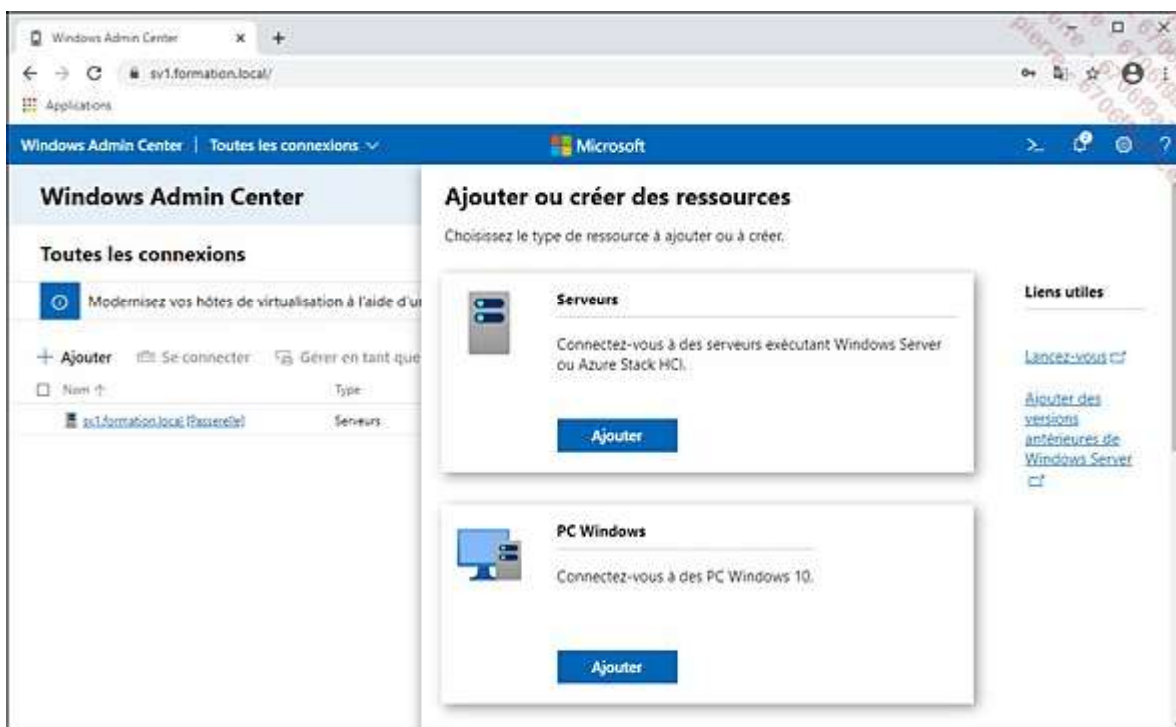 Windows Admin Center
sv1.formation.local/
Applications
Windows Admin Center | Toutes les connexions
Microsoft
>_
2
?
Windows Admin Center
Toutes les connexions
Modernisez vos hôtes de virtualisation à l'aide d'un
+ Ajouter
Se connecter
Gérer en tant que
Nom ↑
Type
sv1.formation.local [Passerelle]
Serveurs
Ajouter ou créer des ressources
Choisissez le type de ressource à ajouter ou à créer.
Serveurs
Connectez-vous à des serveurs exécutant Windows Server
ou Azure Stack HCI.
Ajouter
PC Windows
Connectez-vous à des PC Windows 10.
Ajouter
Liens utiles
Lancez-vous
Ajouter des
versions
antérieures de
Windows Server
pierre